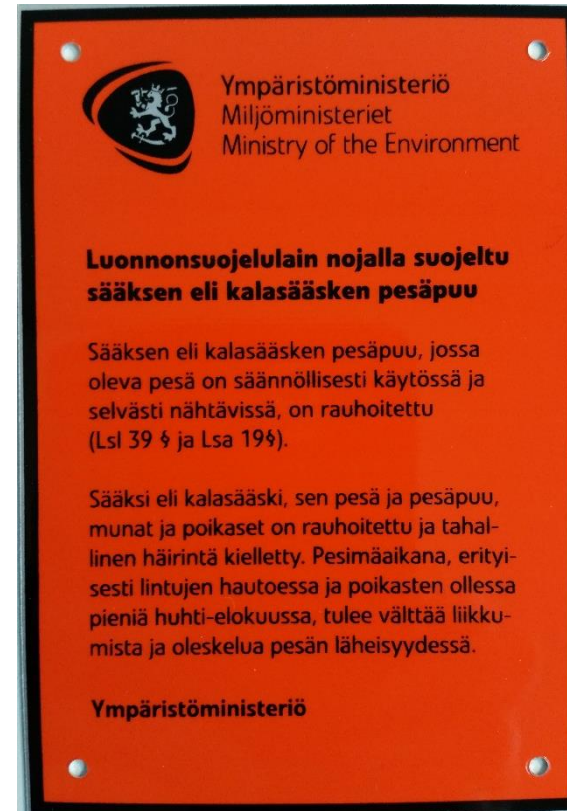 Ympäristöministeriö
Miljöministeriet
Ministry of the Environment
Luonnonsuojelulain nojalla suojeltu
sääksen eli kalasääsken pesäpuu
Sääksen eli kalasääsken pesäpuu, jossa
oleva pesä on säännöllisesti käytössä ja
selvästi nähtävissä, on rauhoitettu
(Lsl 39 § ja Lsa 19§).
Sääksi eli kalasääski, sen pesä ja pesäpuu,
munat ja poikaset on rauhoitettu ja tahal-
linen häirintä kielletty. Pesimäaikana, erityi-
sesti lintujen hautoessa ja poikasten ollessa
pieniä huhti-elokuussa, tulee välttää liikku-
mista ja oleskelua pesän läheisyydessä.
Ympäristöministeriö